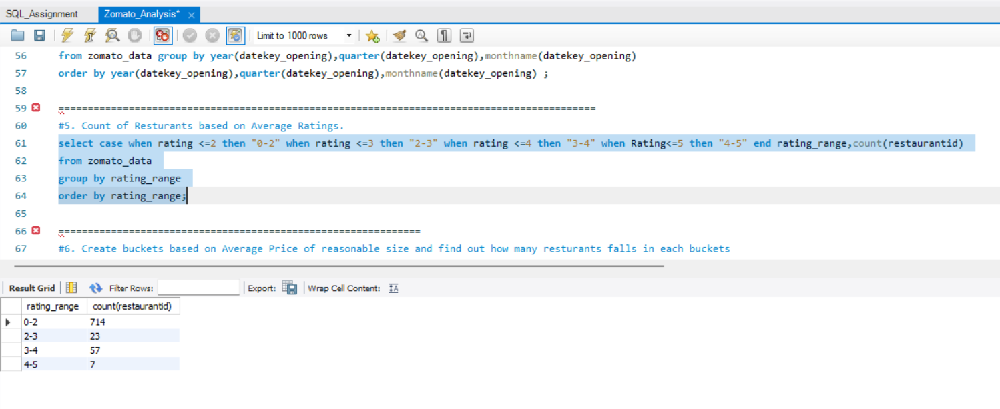 SQL_Assignment Zomato_Analysis* ×
Limit to 1000 rows
56 from zomato_data group by year(datekey_opening),quarter(datekey_opening),monthname(datekey_opening)
57 order by year(datekey_opening),quarter(datekey_opening),monthname(datekey_opening) ;
58
59 ============================================================================================
60 #5. Count of Resturants based on Average Ratings.
61 select case when rating <=2 then "0-2" when rating <=3 then "2-3" when rating <=4 then "3-4" when Rating<=5 then "4-5" end rating_range,count(restaurantid)
62 from zomato_data
63 group by rating_range
64 order by rating_range;
65
66 ==============================================================
67 #6. Create buckets based on Average Price of reasonable size and find out how many resturants falls in each buckets
Result Grid Filter Rows: Export: Wrap Cell Content: IA
rating_range count(restaurantid)
0-2 714
2-3 23
3-4 57
4-5 7